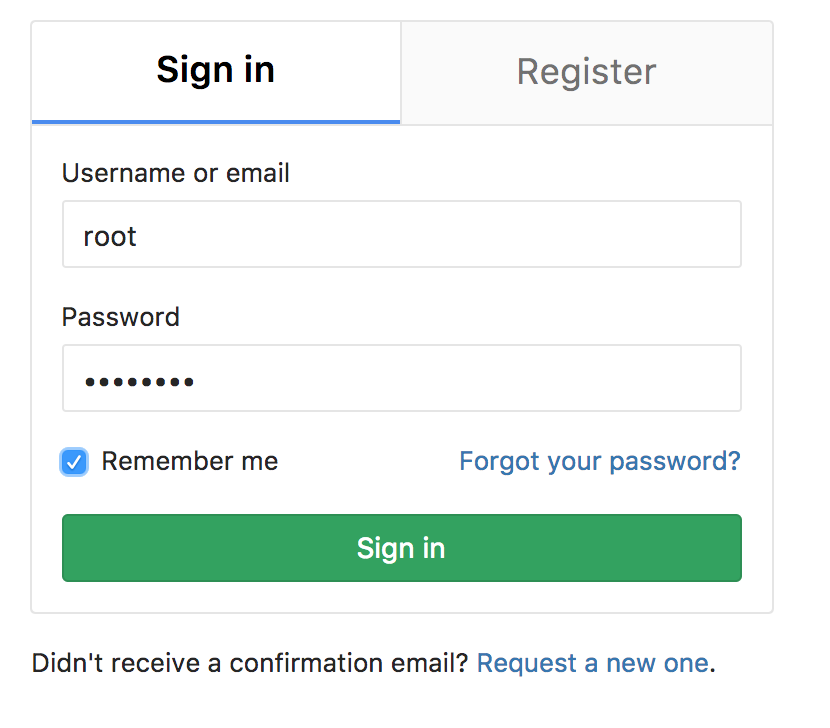 Sign in Register
Username or email
root
Password
••••••••
Remember me Forgot your password?
Sign in
Didn't receive a confirmation email? Request a new one.